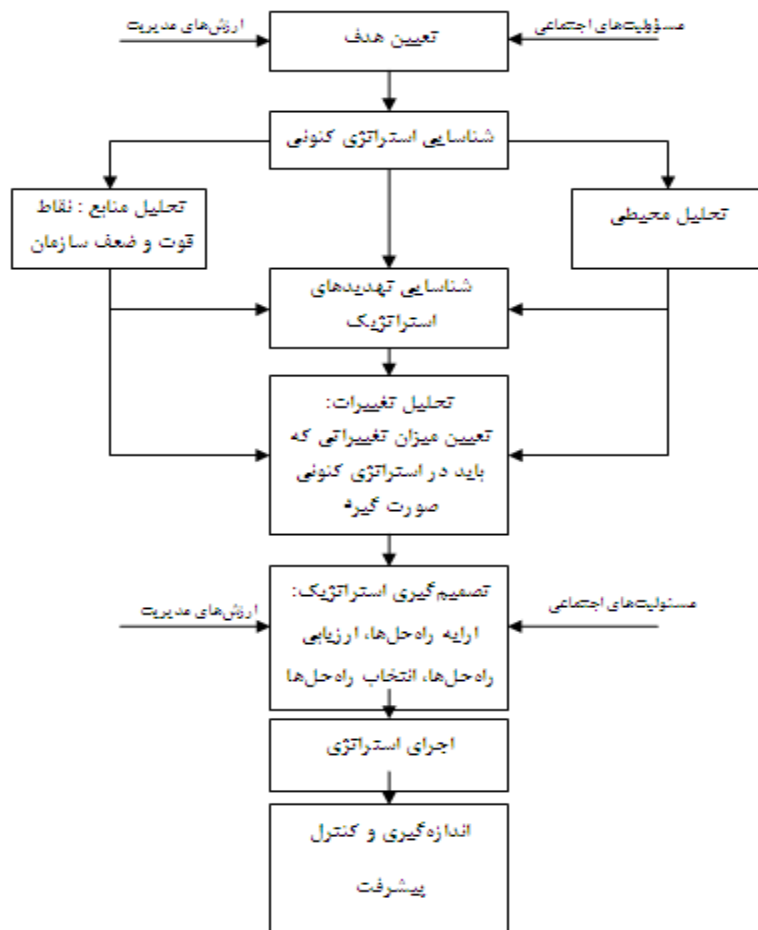 مسؤولیت‌های اجتماعی
تعیین هدف
ارزش‌های مدیریت
شناسایی استراتژی کنونی
تحلیل محیطی
تحلیل منابع : نقاط
قوت و ضعف سازمان
شناسایی تهدیدهای
استراتژیک
تحلیل تغییرات:
تعیین میزان تغییراتی که
باید در استراتژی کنونی
صورت گیرد
مسئولیت‌های اجتماعی
تصمیم‌گیری استراتژیک:
ارزش‌های مدیریت
ارایه راه‌حل‌ها، ارزیابی
راه‌حل‌ها، انتخاب راه‌حل‌ها
اجرای استراتژی
اندازه‌گیری و کنترل
پیشرفت